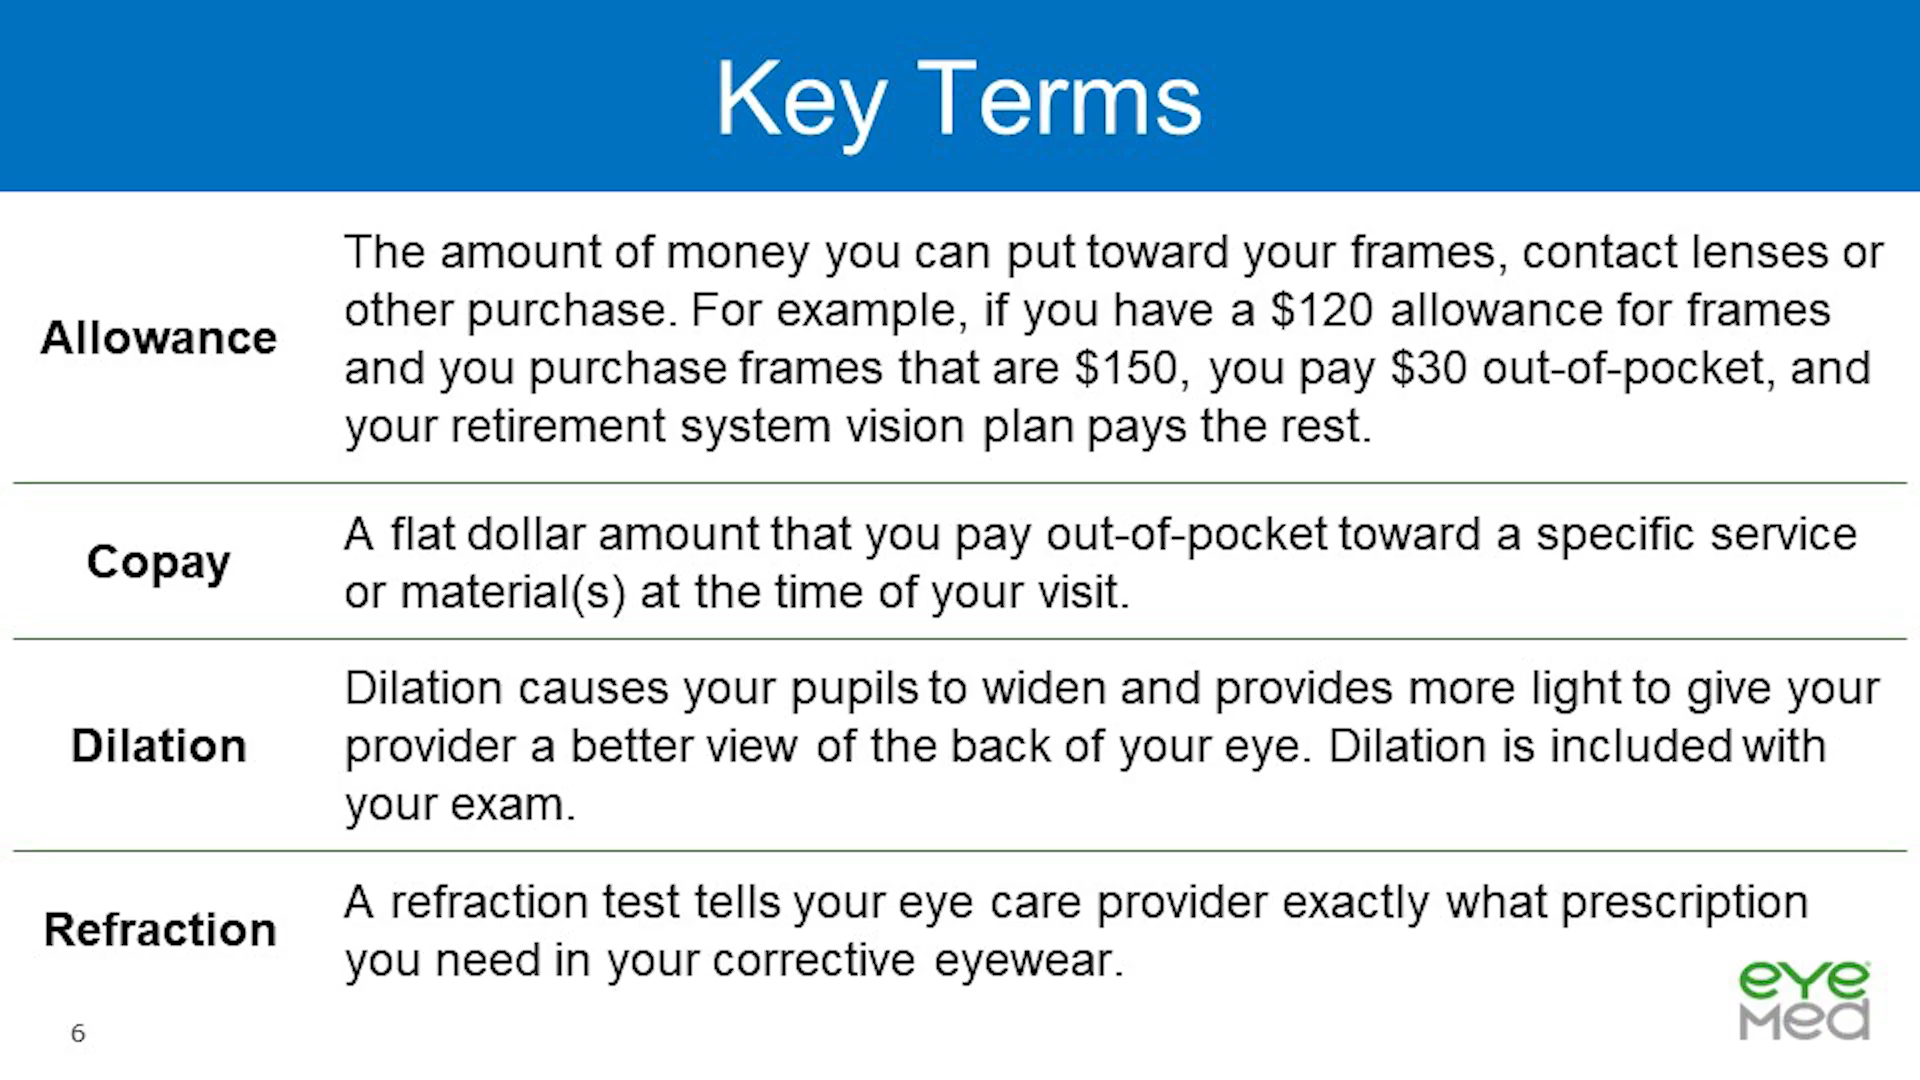 Key Terms
Allowance
The amount of money you can put toward your frames, contact lenses or
other purchase. For example, if you have a $120 allowance for frames
and you purchase frames that are $150, you pay $30 out-of-pocket, and
your retirement system vision plan pays the rest.
Copay
A flat dollar amount that you pay out-of-pocket toward a specific service
or material(s) at the time of your visit.
Dilation
Dilation causes your pupils to widen and provides more light to give your
provider a better view of the back of your eye. Dilation is included with
your exam.
Refraction
A refraction test tells your eye care provider exactly what prescription
you need in your corrective eyewear.
eye
Med
6